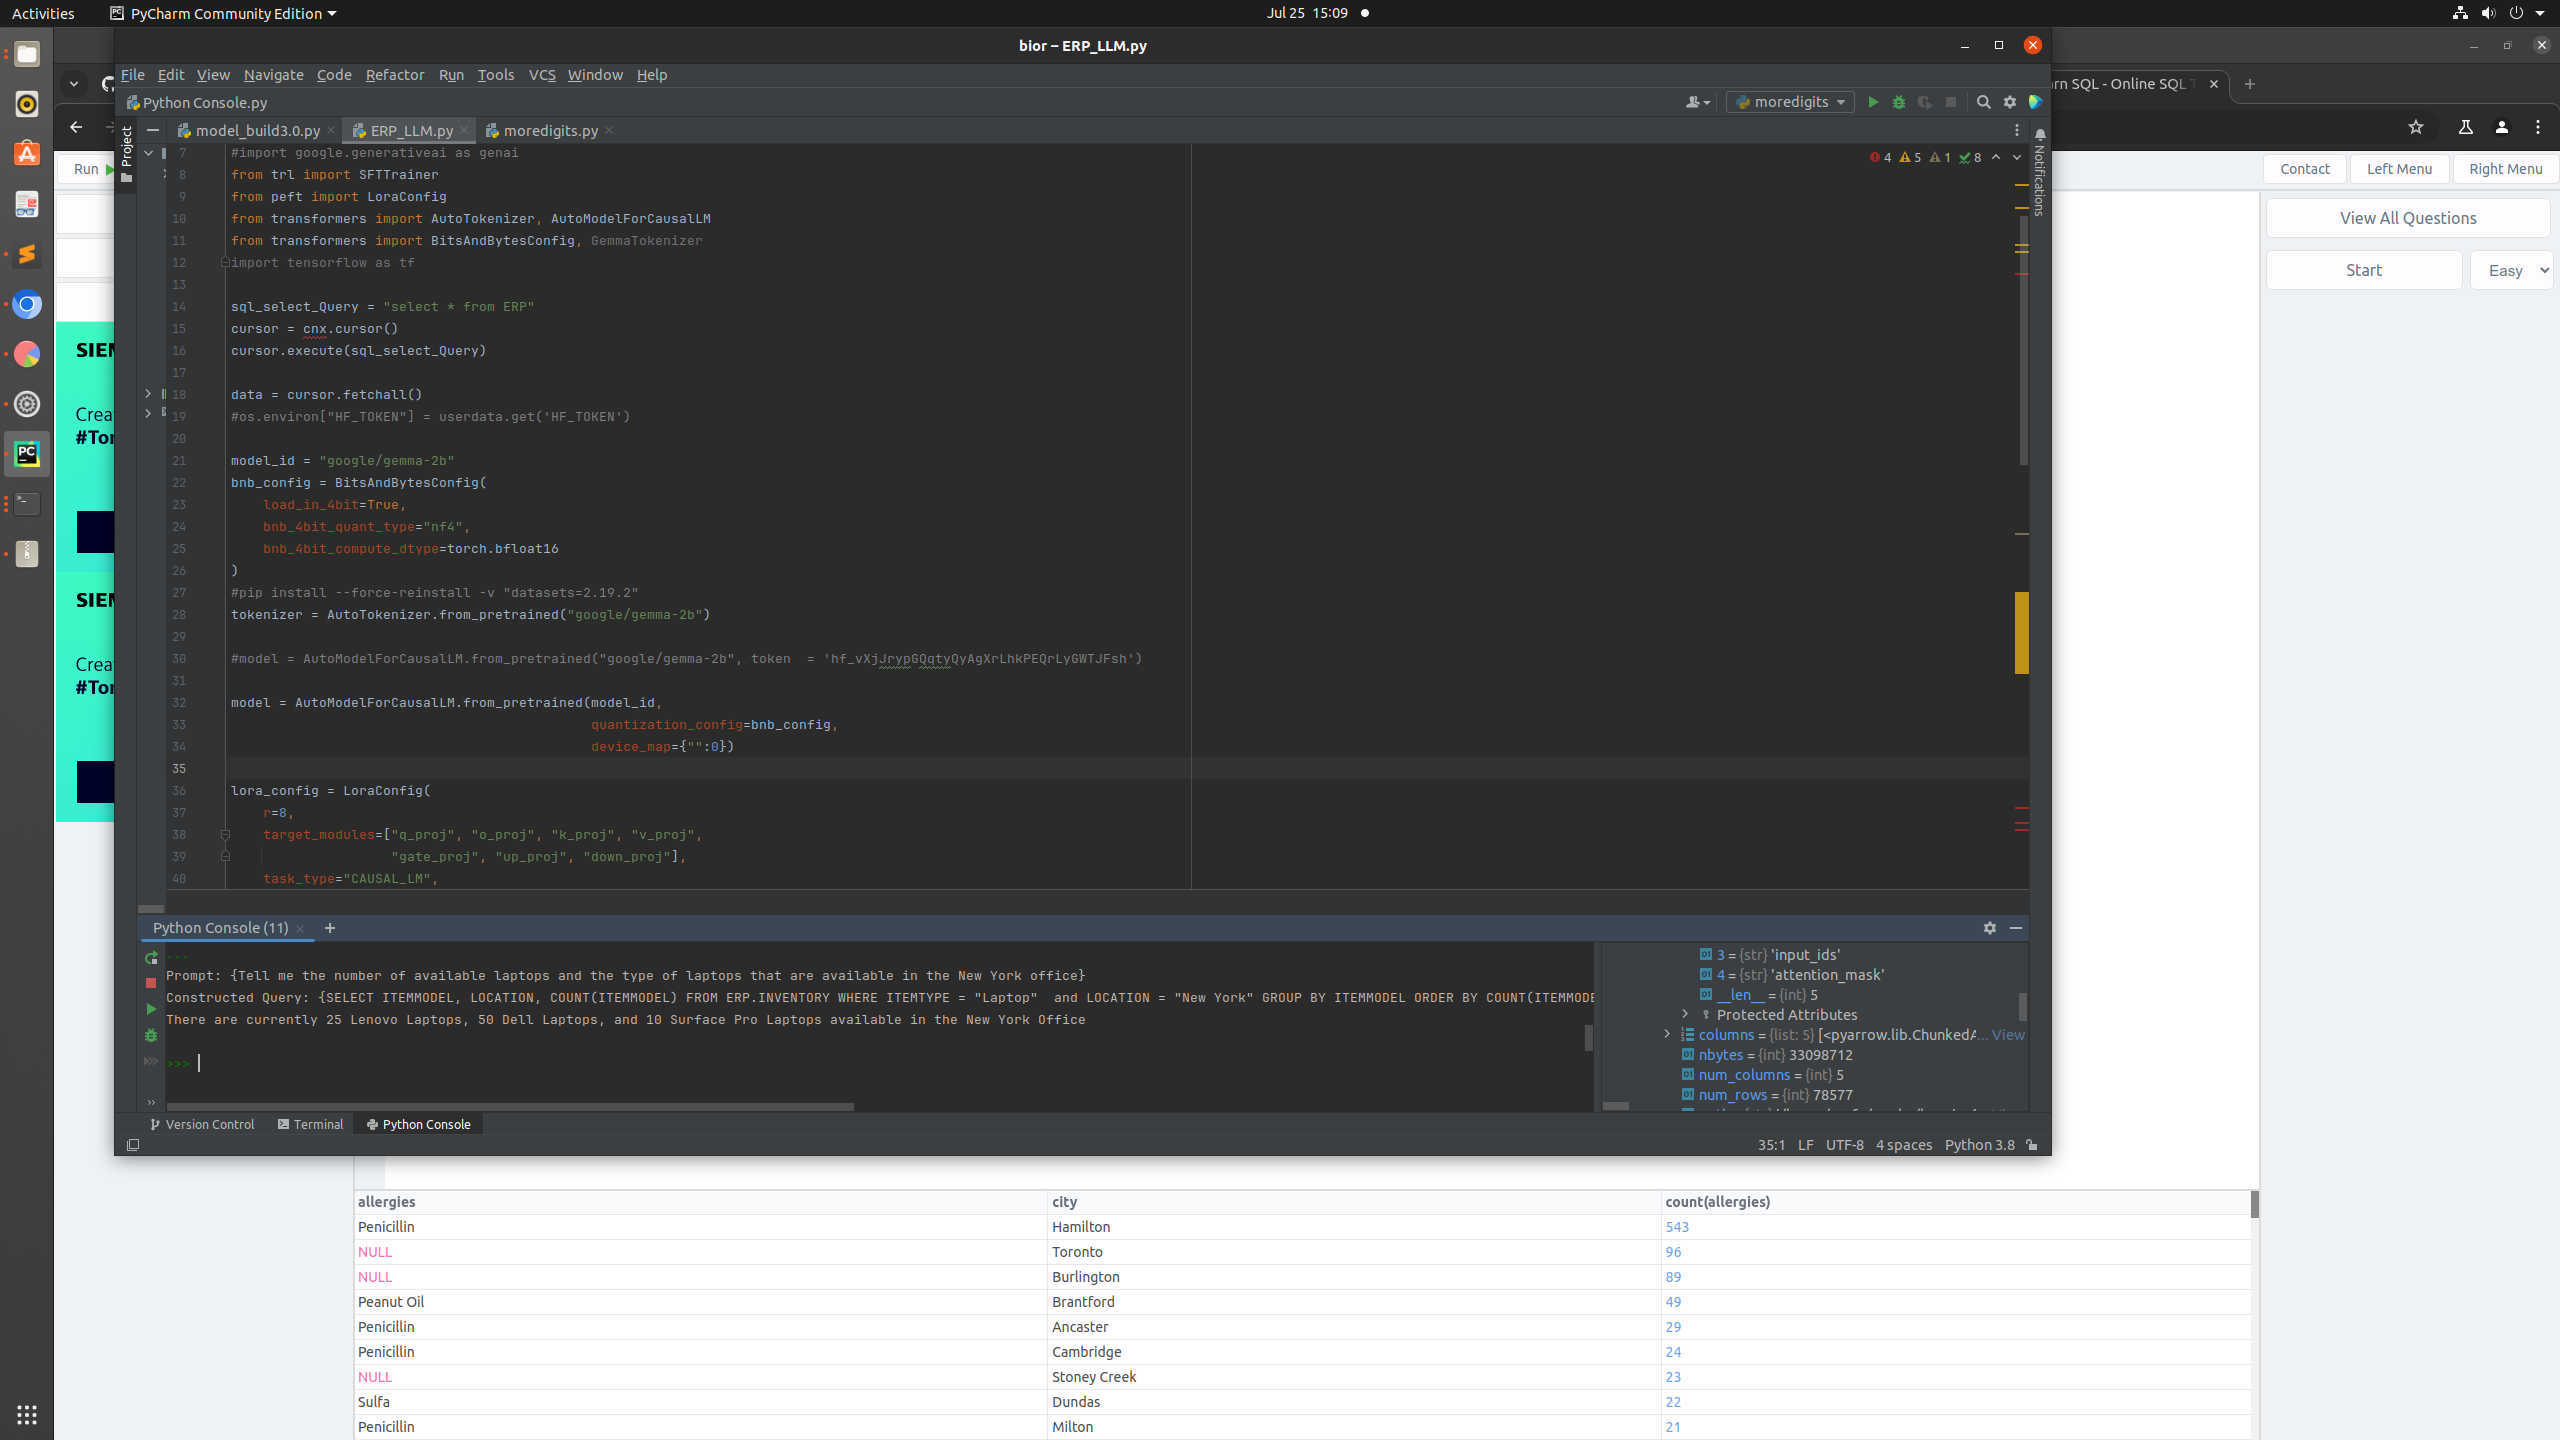 Activities
PyCharm Community Edition
Jul 25 15:09
bior – ERP_LLM.py
File Edit View Navigate Code Refactor Run Tools VCS Window Help
Python Console.py
moredigits
model_build3.0.py
ERP_LLM.py
moredigits.py
Project
Notifications
4 5 1 8
7 #import google.generativeai as genai
8 from trl import SFTTrainer
9 from peft import LoraConfig
10 from transformers import AutoTokenizer, AutoModelForCausalLM
11 from transformers import BitsAndBytesConfig, GemmaTokenizer
12 import tensorflow as tf
13
14 sql_select_Query = "select * from ERP"
15 cursor = cnx.cursor()
16 cursor.execute(sql_select_Query)
17
18 data = cursor.fetchall()
19 #os.environ["HF_TOKEN"] = userdata.get('HF_TOKEN')
20
21 model_id = "google/gemma-2b"
22 bnb_config = BitsAndBytesConfig(
23 load_in_4bit=True,
24 bnb_4bit_quant_type="nf4",
25 bnb_4bit_compute_dtype=torch.bfloat16
26 )
27 #pip install --force-reinstall -v "datasets=2.19.2"
28 tokenizer = AutoTokenizer.from_pretrained("google/gemma-2b")
29
30 #model = AutoModelForCausalLM.from_pretrained("google/gemma-2b", token  = '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')
31
32 model = AutoModelForCausalLM.from_pretrained(model_id,
33 quantization_config=bnb_config,
34 device_map={"":0})
35
36 lora_config = LoraConfig(
37 r=8,
38 target_modules=["q_proj", "o_proj", "k_proj", "v_proj",
39 "gate_proj", "up_proj", "down_proj"],
40 task_type="CAUSAL_LM",
Python Console (11)
...
Prompt: {Tell me the number of available laptops and the type of laptops that are available in the New York office}
Constructed Query: {SELECT ITEMMODEL, LOCATION, COUNT(ITEMMODEL) FROM ERP.INVENTORY WHERE ITEMTYPE = "Laptop"  and LOCATION = "New York" GROUP BY ITEMMODEL ORDER BY COUNT(ITEMMODE
There are currently 25 Lenovo Laptops, 50 Dell Laptops, and 10 Surface Pro Laptops available in the New York Office
>>>
3 = {str} 'input_ids'
4 = {str} 'attention_mask'
__len__ = {int} 5
Protected Attributes
columns = {list: 5} [<pyarrow.lib.ChunkedA... View
nbytes = {int} 33098712
num_columns = {int} 5
num_rows = {int} 78577
Version Control
Terminal
Python Console
35:1 LF UTF-8 4 spaces Python 3.8
rn SQL - Online SQL T
Run
Contact
Left Menu
Right Menu
View All Questions
Start
Easy
SIEM
Crea
#Tor
SIEM
Crea
#Tor
allergies city count(allergies)
Penicillin Hamilton 543
NULL Toronto 96
NULL Burlington 89
Peanut Oil Brantford 49
Penicillin Ancaster 29
Penicillin Cambridge 24
NULL Stoney Creek 23
Sulfa Dundas 22
Penicillin Milton 21